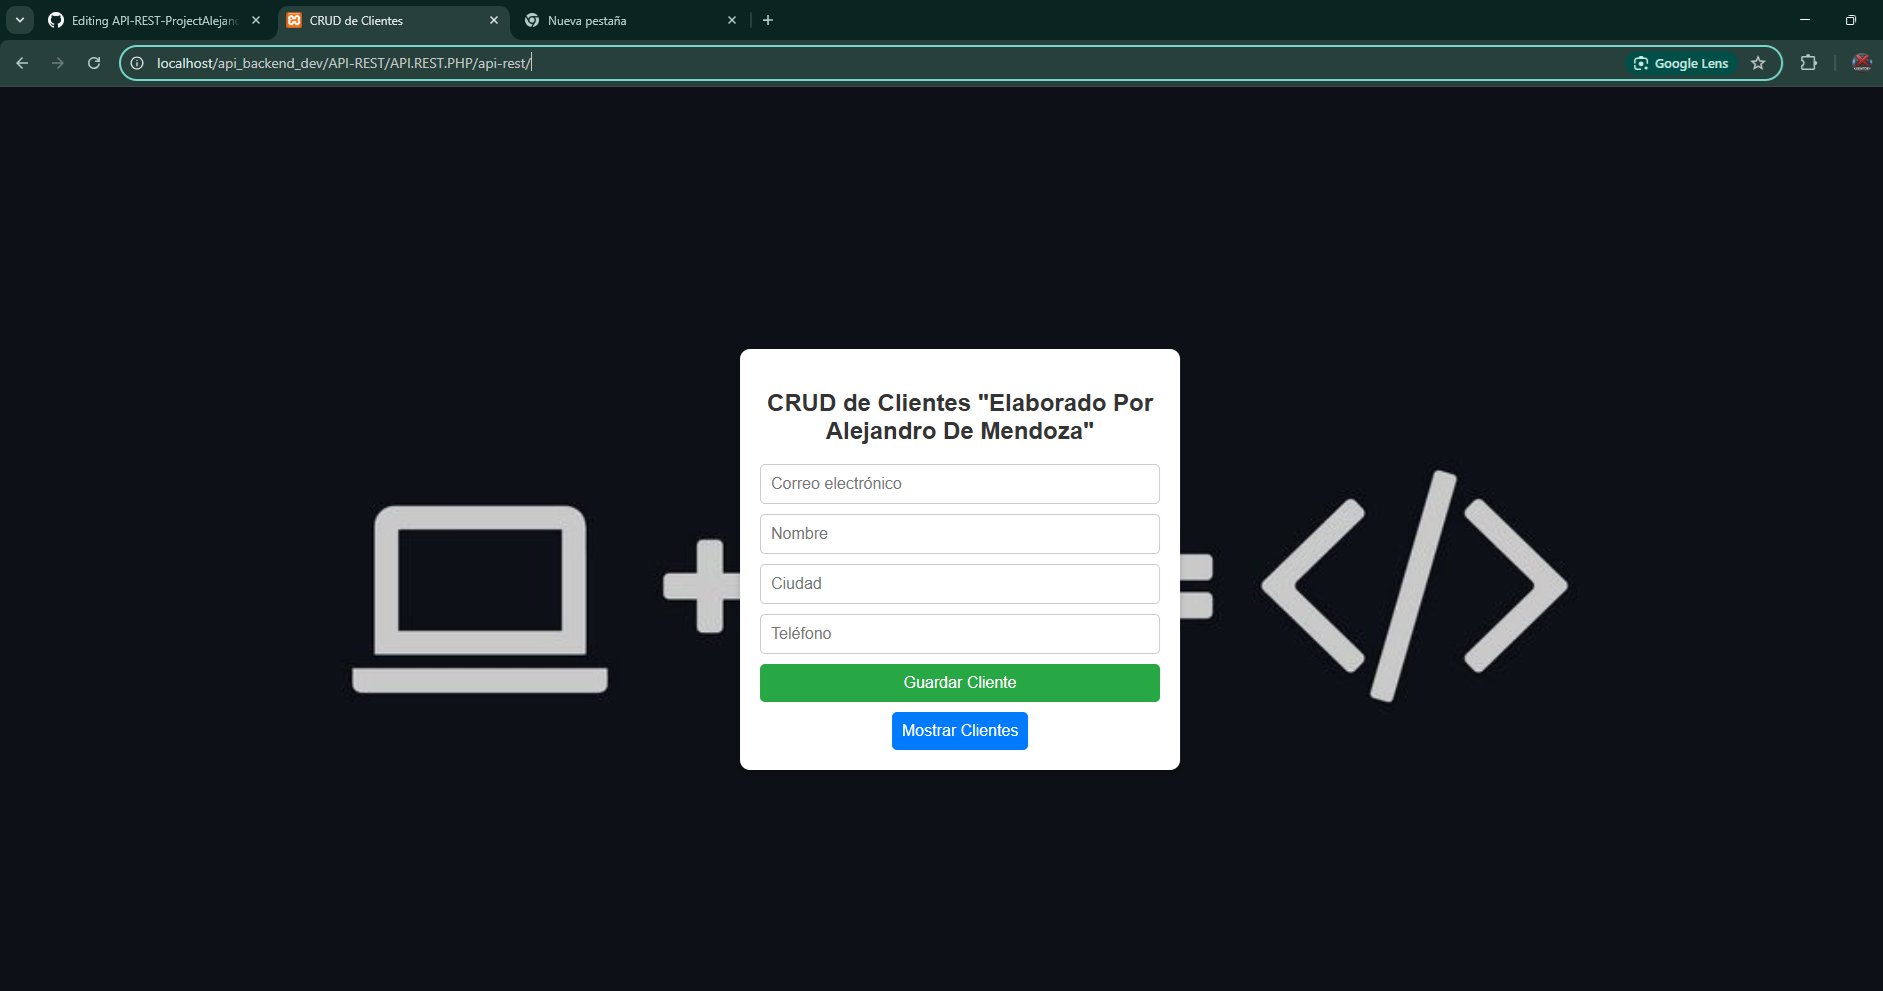 Editing API-REST-ProjectAlejand
CRUD de Clientes
Nueva pestaña
localhost/api_backend_dev/API-REST/API.REST.PHP/api-rest/
Google Lens
CRUD de Clientes "Elaborado Por
Alejandro De Mendoza"
Correo electrónico
Nombre
Ciudad
Teléfono
Guardar Cliente
Mostrar Clientes